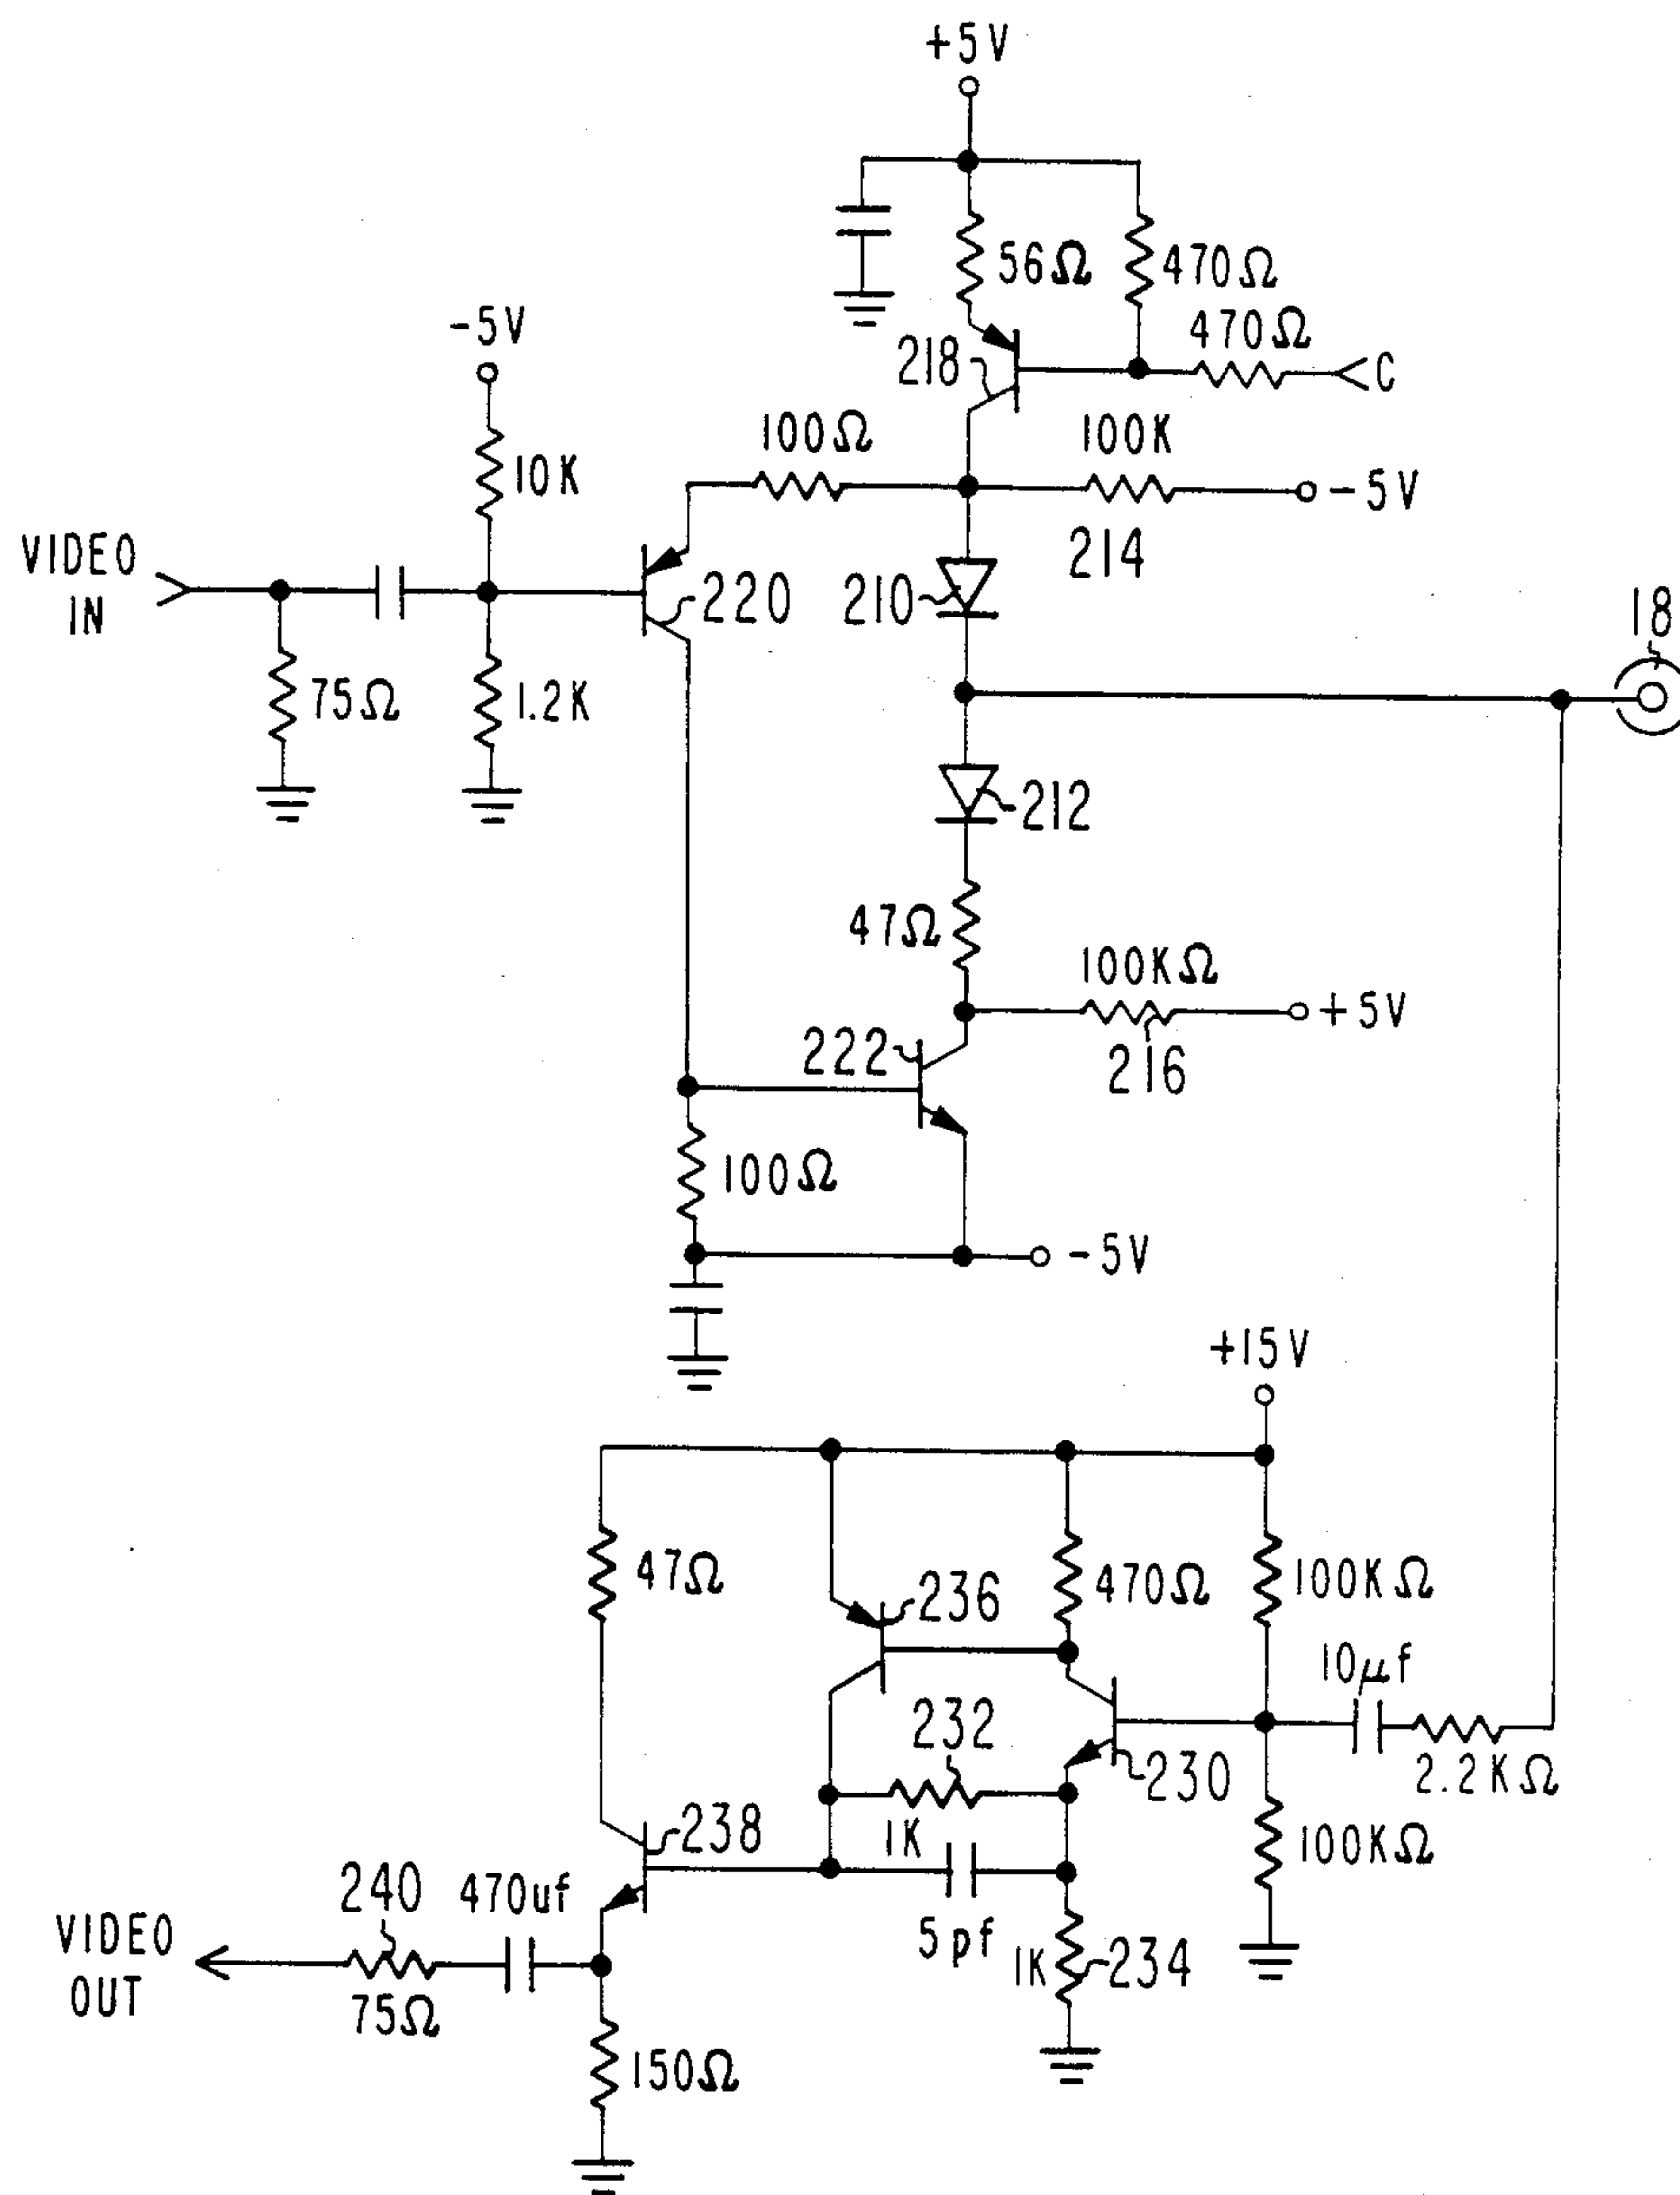 +5V
56Ω
470Ω
470Ω
218
C
-5V
100Ω
100K
10K
-5V
VIDEO
IN
214
220
210
18
75Ω
1.2K
212
47Ω
100KΩ
+5V
222
216
100Ω
-5V
+15V
47Ω
236
470Ω
100KΩ
10μf
232
230
2.2KΩ
238
1K
100KΩ
240
470uf
VIDEO
OUT
5pf
1K
234
75Ω
150Ω